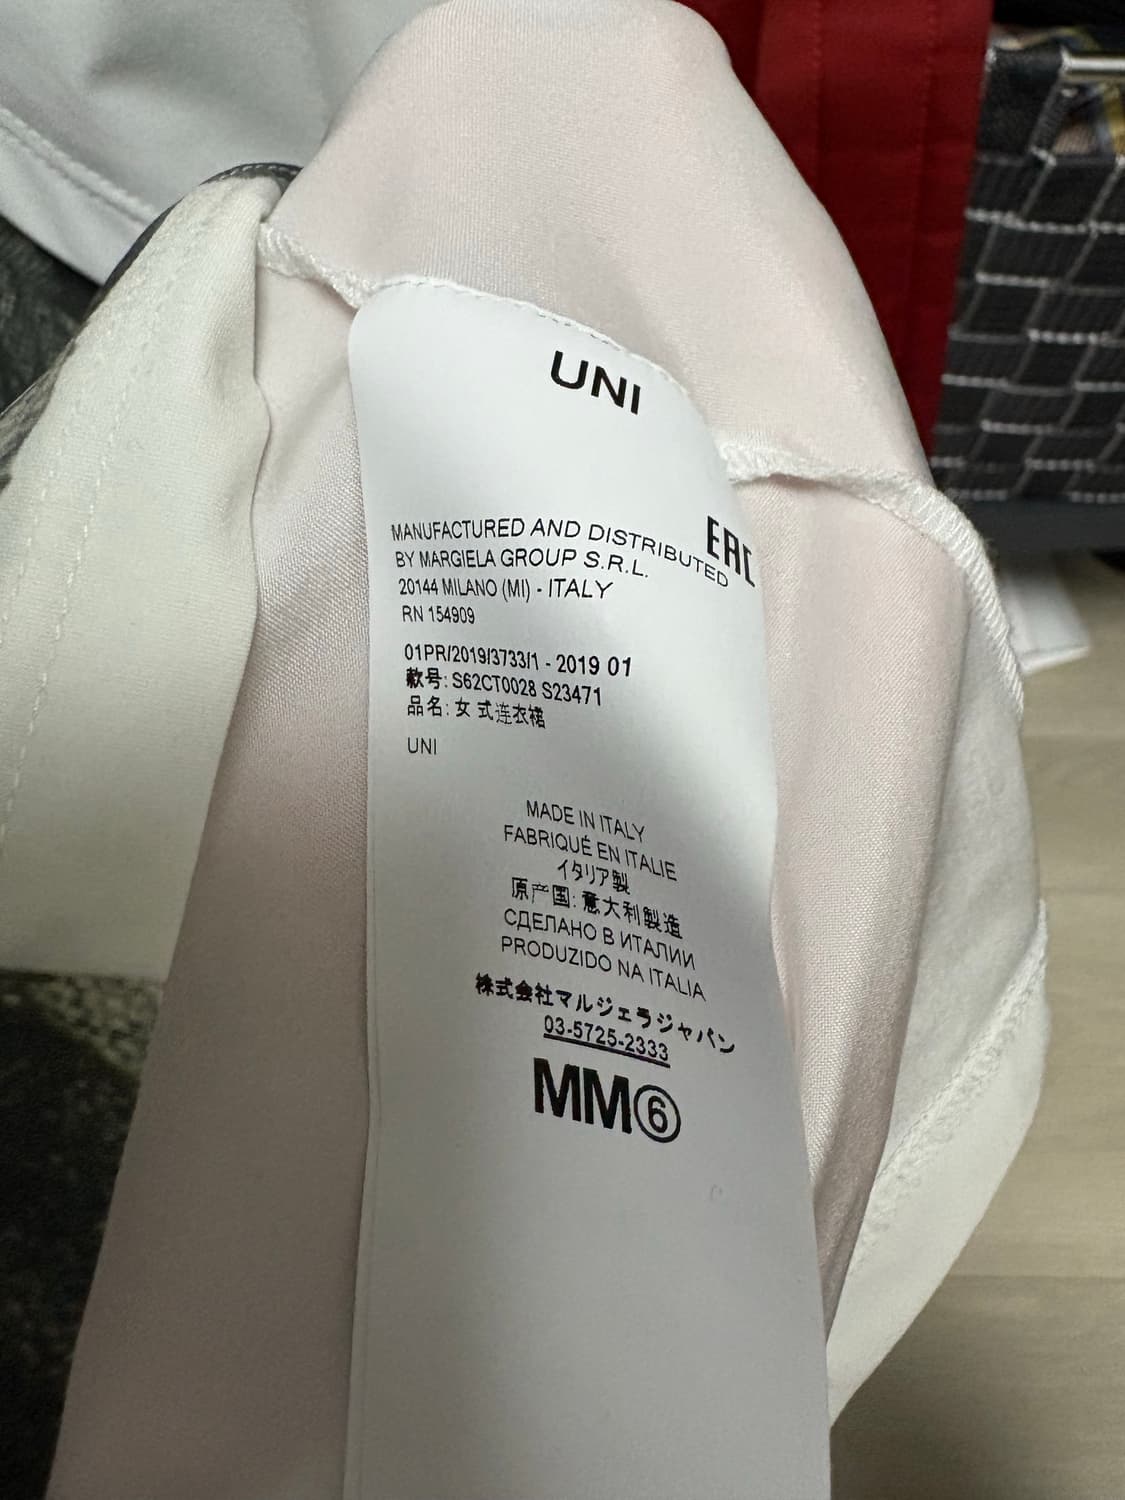 UNI
EAC
MANUFACTURED AND DISTRIBUTED
BY MARGIELA GROUP S.R.L.
20144 MILANO (MI) - ITALY
RN 154909
01PR/2019/3733/1 - 2019 01
款号: S62CT0028 S23471
品名: 女式连衣裙
UNI
MADE IN ITALY
FABRIQUÉ EN ITALIE
イタリア製
原产国: 意大利製造
СДЕЛАНО В ИТАЛИИ
PRODUZIDO NA ITALIA
株式会社マルジェラジャパン
03-5725-2333
MM⑥